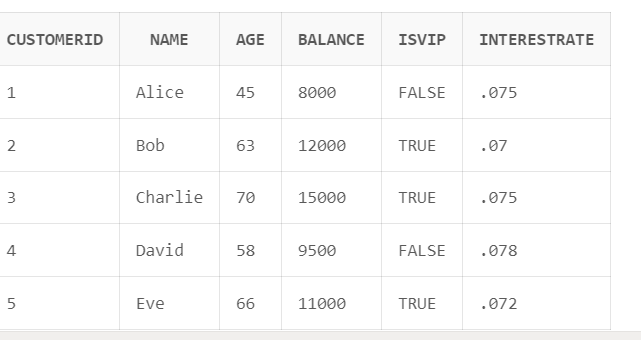 CUSTOMERID NAME AGE BALANCE ISVIP INTERESTRATE
1 Alice 45 8000 FALSE .075
2 Bob 63 12000 TRUE .07
3 Charlie 70 15000 TRUE .075
4 David 58 9500 FALSE .078
5 Eve 66 11000 TRUE .072